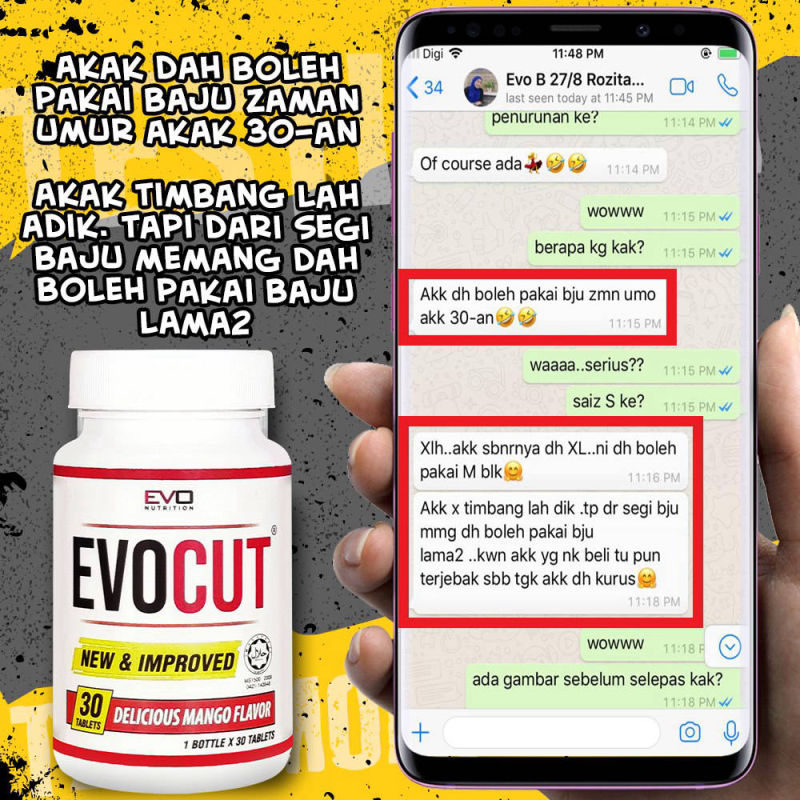 AKAK DAH BOLEH
PAKAI BAJU ZAMAN
UMUR AKAK 30-AN
AKAK TIMBANG LAH
ADIK. TAPI DARI SEGI
BAJU MEMANG DAH
BOLEH PAKAI BAJU
LAMA2
EVO
NUTRITION
EVOCUT®
NEW & IMPROVED
30
TABLETS
DELICIOUS MANGO FLAVOR
1 BOTTLE X 30 TABLETS
Digi 11:48 PM
34 Evo B 27/8 Rozita...
last seen today at 11:45 PM
penurunan ke?
11:14 PM
Of course ada💃🤣🤣
11:14 PM
wowww
11:15 PM
berapa kg kak?
11:15 PM
Akk dh boleh pakai bju zmn umo
akk 30-an🤣🤣
11:15 PM
waaaa..serius??
11:15 PM
saiz S ke?
11:15 PM
Xlh..akk sbnrnya dh XL..ni dh boleh
pakai M blk🤗
11:16 PM
Akk x timbang lah dik .tp dr segi bju
mmg dh boleh pakai bju
lama2 ..kwn akk yg nk beli tu pun
terjebak sbb tgk akk dh kurus🤗
11:18 PM
wowww
11:18 P
ada gambar sebelum selepas kak?
11:18 PM